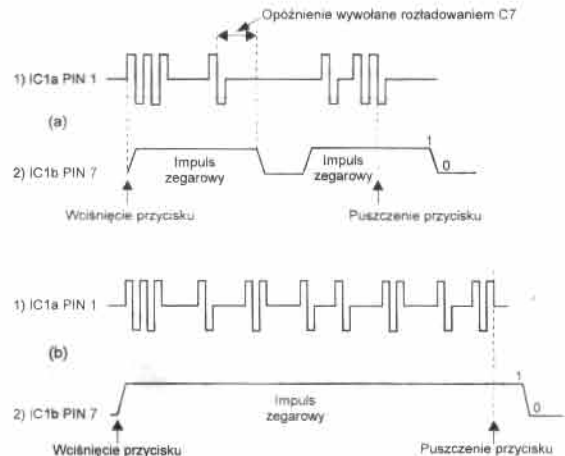 Opóźnienie wywołane rozładowaniem C7
1) IC1a PIN 1
(a)
1
2) IC1b PIN 7
Impuls
zegarowy
Impuls
zegarowy
0
Wciśnięcie przycisku
Puszczenie przycisku
1) IC1a PIN 1
(b)
1
2) IC1b PIN 7
Impuls
zegarowy
0
Wciśnięcie przycisku
Puszczenie przycisku